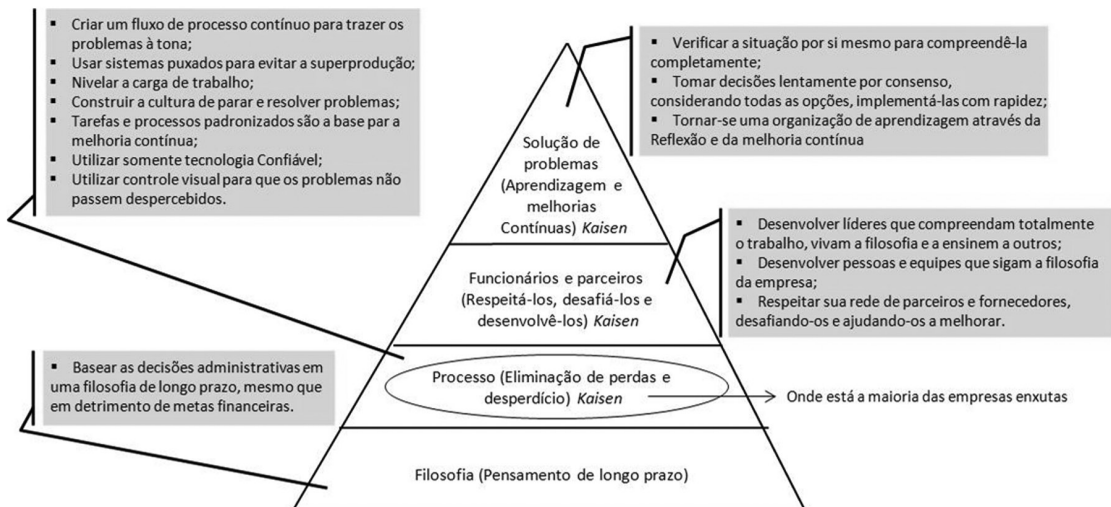 ▪ Criar um fluxo de processo contínuo para trazer os
problemas à tona;
▪ Usar sistemas puxados para evitar a superprodução;
▪ Nivelar a carga de trabalho;
▪ Construir a cultura de parar e resolver problemas;
▪ Tarefas e processos padronizados são a base par a
melhoria contínua;
▪ Utilizar somente tecnologia Confiável;
▪ Utilizar controle visual para que os problemas não
passem despercebidos.
▪ Verificar a situação por si mesmo para compreendê-la
completamente;
▪ Tomar decisões lentamente por consenso,
considerando todas as opções, implementá-las com rapidez;
▪ Tornar-se uma organização de aprendizagem através da
Reflexão e da melhoria contínua
Solução de
problemas
(Aprendizagem e
melhorias
Contínuas) Kaisen
▪ Desenvolver líderes que compreendam totalmente
o trabalho, vivam a filosofia e a ensinem a outros;
▪ Desenvolver pessoas e equipes que sigam a filosofia
da empresa;
▪ Respeitar sua rede de parceiros e fornecedores,
desafiando-os e ajudando-os a melhorar.
Funcionários e parceiros
(Respeitá-los, desafiá-los e
desenvolvê-los) Kaisen
▪ Basear as decisões administrativas em
uma filosofia de longo prazo, mesmo que
em detrimento de metas financeiras.
Processo (Eliminação de perdas e
desperdício) Kaisen
Onde está a maioria das empresas enxutas
Filosofia (Pensamento de longo prazo)